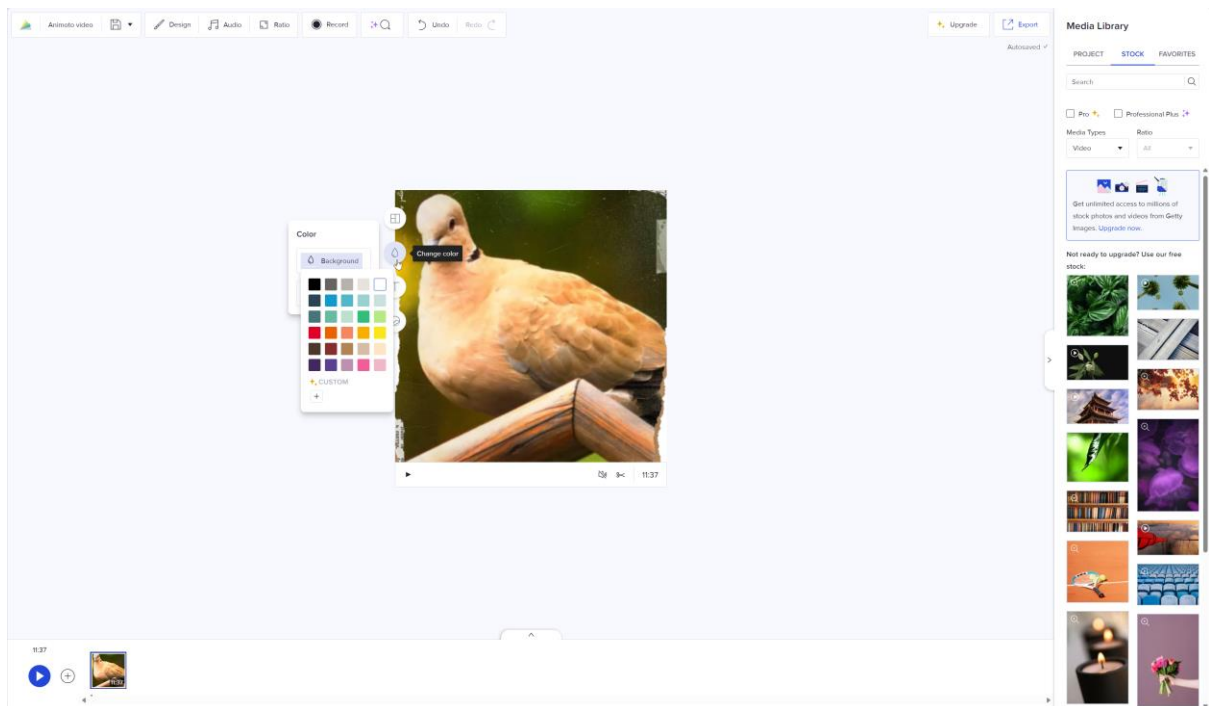 Animoto video
Design
Audio
Ratio
Record
Undo
Redo
Upgrade
Export
Autosaved
Color
Background
Change color
CUSTOM
+
11:37
Media Library
PROJECT STOCK FAVORITES
Search
Pro
Professional Plus
Media Types
Ratio
Video
All
Get unlimited access to millions of
stock photos and videos from Getty
Images. Upgrade now.
Not ready to upgrade? Use our free
stock:
11:37
11:37